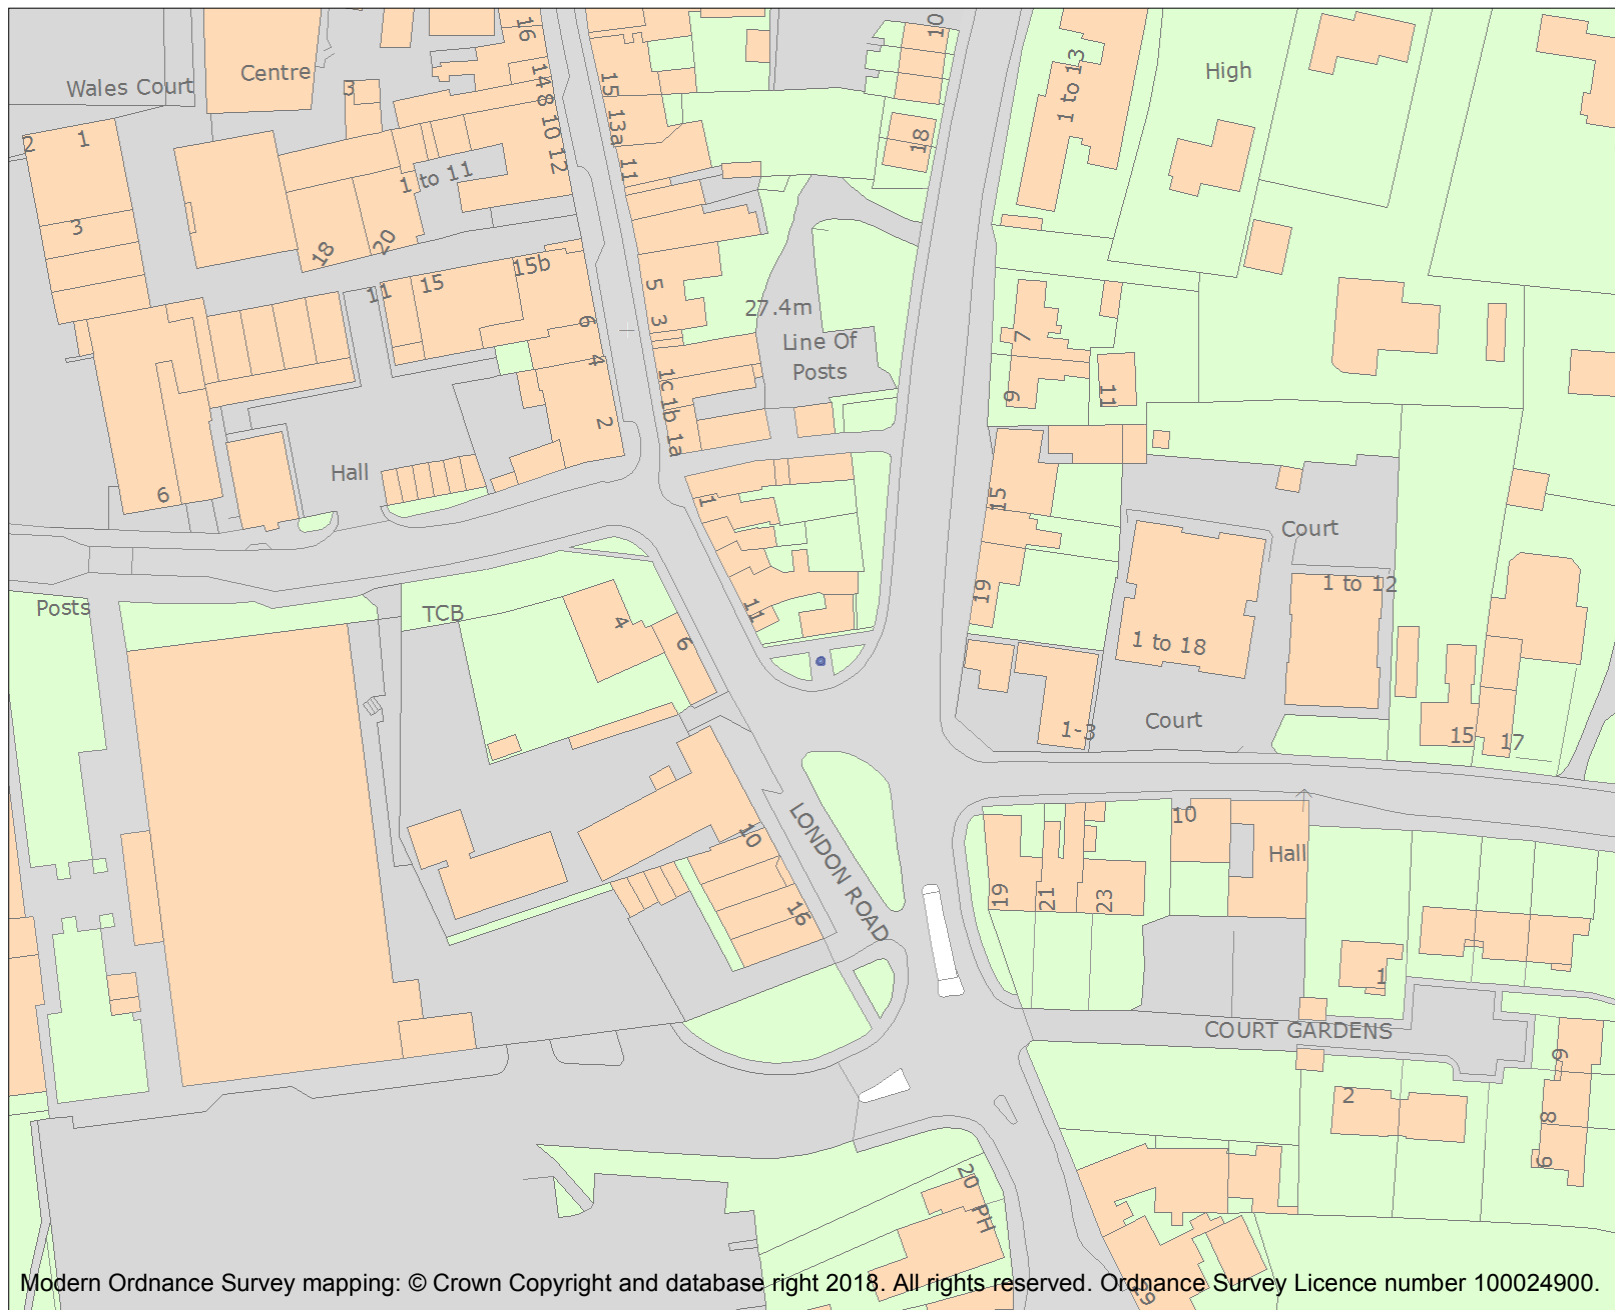 10
16
1 to 13
High
Centre
Wales Court
3
15
14
8
13a
10
18
2
1
12
11
1 to 11
3
18
20
15b
15
5
11
27.4m
6
3
7
Line Of
Posts
4
1c
9
11
1b
2
1a
Hall
6
1
15
Court
1 to 12
19
Posts
TCB
11
4
6
1 to 18
Court
1-3
15
17
LONDON ROAD
10
10
Hall
19
21
23
16
1
COURT GARDENS
9
2
8
6
20
PH
29
Modern Ordnance Survey mapping: © Crown Copyright and database right 2018. All rights reserved. Ordnance Survey Licence number 100024900.